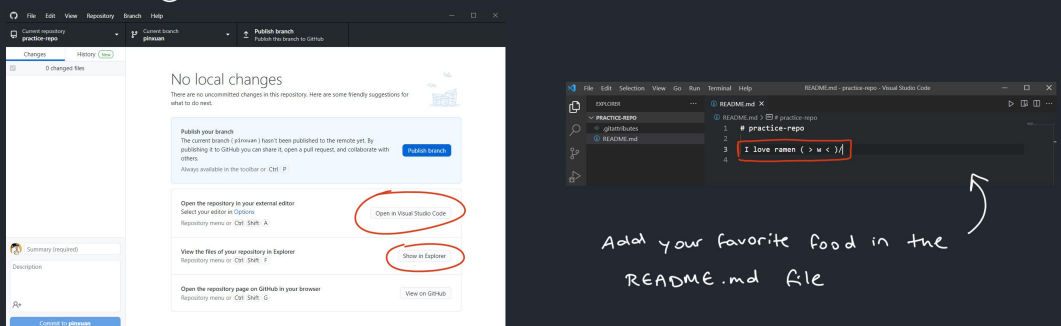 File Edit View Repository Branch Help
Current repository
practice-repo
Current branch
pinxuan
Publish branch
Publish this branch to GitHub
Changes History New
0 changed files
No local changes
There are no uncommitted changes in this repository. Here are some friendly suggestions for
what to do next.
Publish your branch
The current branch ( pinxuan ) hasn't been published to the remote yet. By
publishing it to GitHub you can share it, open a pull request, and collaborate with
others.
Always available in the toolbar or Ctrl P
Publish branch
Open the repository in your external editor
Select your editor in Options
Repository menu or Ctrl Shift A
Open in Visual Studio Code
View the files of your repository in Explorer
Repository menu or Ctrl Shift F
Show in Explorer
Open the repository page on GitHub in your browser
Repository menu or Ctrl Shift G
View on GitHub
Summary (required)
Description
Commit to pinxuan
File Edit Selection View Go Run Terminal Help README.md - practice-repo - Visual Studio Code
EXPLORER
PRACTICE-REPO
.gitattributes
README.md
README.md
README.md > # practice-repo
1 # practice-repo
2
3 I love ramen ( > w < )/
4
Add your favorite food in the
README.md file